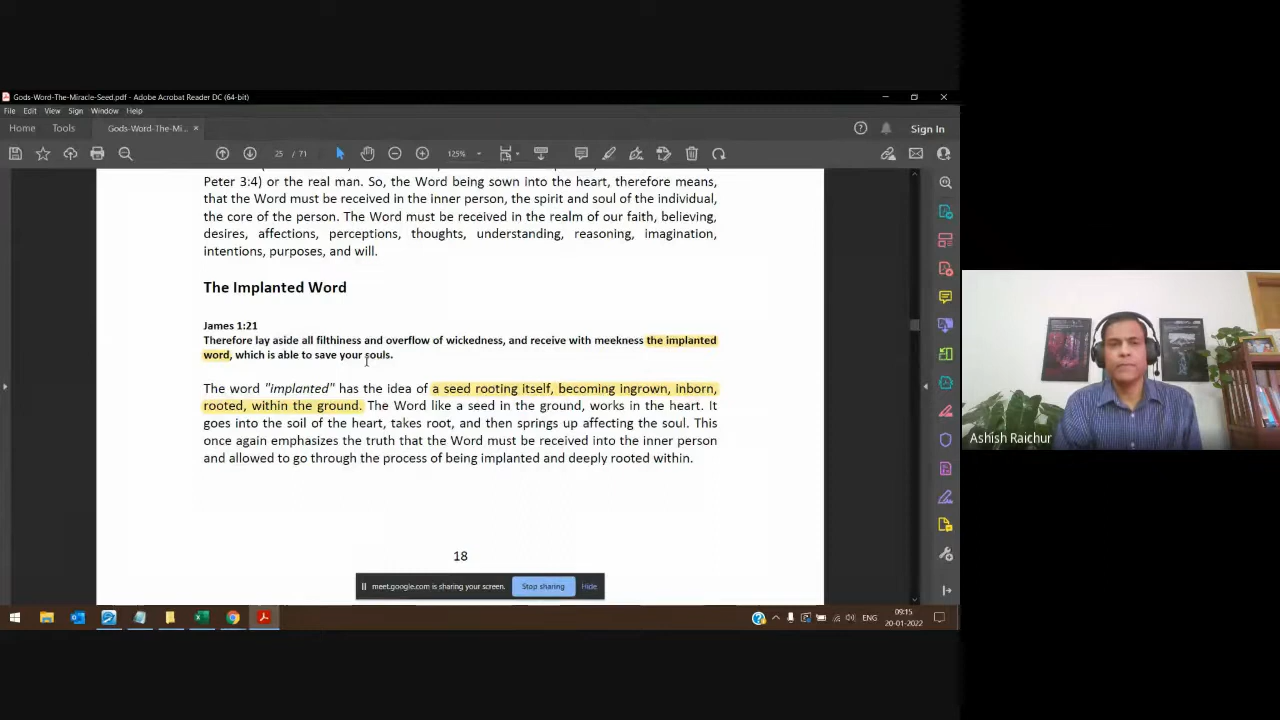 Gods-Word-The-Miracle-Seed.pdf - Adobe Acrobat Reader DC (64-bit)
File Edit View Sign Window Help
Home Tools Gods-Word-The-Mi... × Sign In
25 / 71 125%
Peter 3:4) or the real man. So, the Word being sown into the heart, therefore means,
that the Word must be received in the inner person, the spirit and soul of the individual,
the core of the person. The Word must be received in the realm of our faith, believing,
desires, affections, perceptions, thoughts, understanding, reasoning, imagination,
intentions, purposes, and will.
The Implanted Word
James 1:21
Therefore lay aside all filthiness and overflow of wickedness, and receive with meekness the implanted
word, which is able to save your souls.
The word "implanted" has the idea of a seed rooting itself, becoming ingrown, inborn,
rooted, within the ground. The Word like a seed in the ground, works in the heart. It
goes into the soil of the heart, takes root, and then springs up affecting the soul. This
once again emphasizes the truth that the Word must be received into the inner person
and allowed to go through the process of being implanted and deeply rooted within.
18
meet.google.com is sharing your screen. Stop sharing Hide
ENG
09:15
20-01-2022
Ashish Raichur